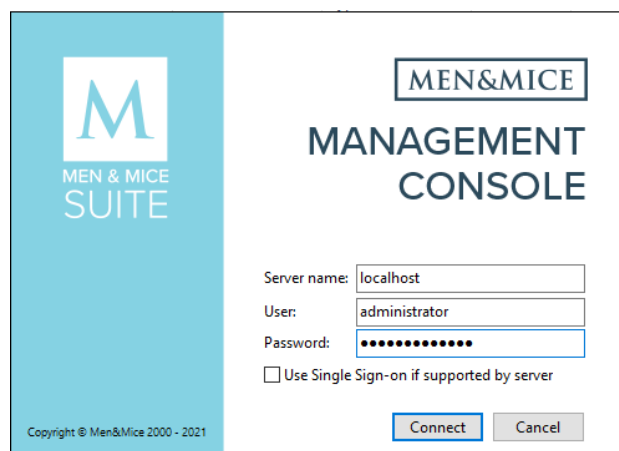 M
MEN & MICE
SUITE
Copyright © Men&Mice 2000 - 2021
MEN&MICE
MANAGEMENT
CONSOLE
Server name: localhost
User: administrator
Password: ●●●●●●●●●●●●●
Use Single Sign-on if supported by server
Connect Cancel